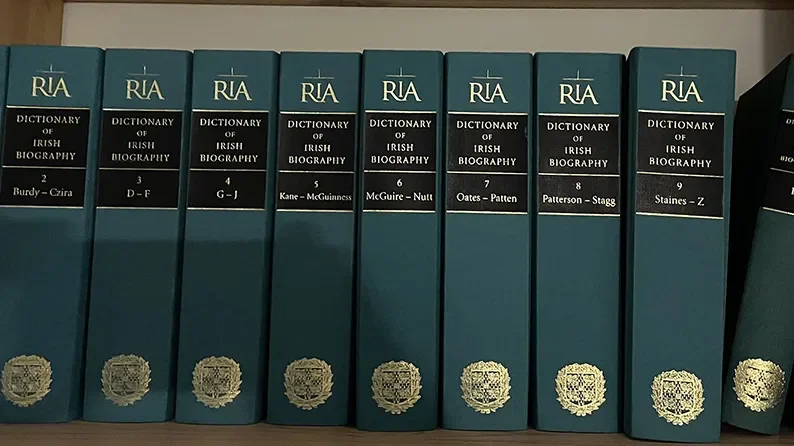 RIA
DICTIONARY
OF
IRISH
BIOGRAPHY
2
Burdy – Czira
RIA
DICTIONARY
OF
IRISH
BIOGRAPHY
3
D – F
RIA
DICTIONARY
OF
IRISH
BIOGRAPHY
4
G – J
RIA
DICTIONARY
OF
IRISH
BIOGRAPHY
5
Kane – McGuinness
RIA
DICTIONARY
OF
IRISH
BIOGRAPHY
6
McGuire – Nutt
RIA
DICTIONARY
OF
IRISH
BIOGRAPHY
7
Oates – Patten
RIA
DICTIONARY
OF
IRISH
BIOGRAPHY
8
Patterson – Stagg
RIA
DICTIONARY
OF
IRISH
BIOGRAPHY
9
Staines – Z